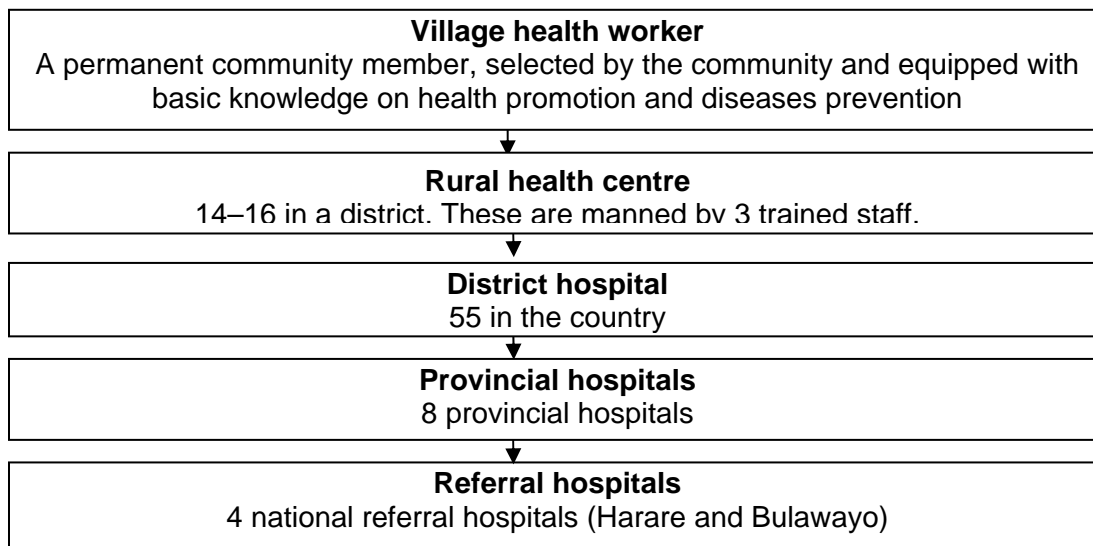 Village health worker
A permanent community member, selected by the community and equipped with
basic knowledge on health promotion and diseases prevention
Rural health centre
14–16 in a district. These are manned by 3 trained staff.
District hospital
55 in the country
Provincial hospitals
8 provincial hospitals
Referral hospitals
4 national referral hospitals (Harare and Bulawayo)